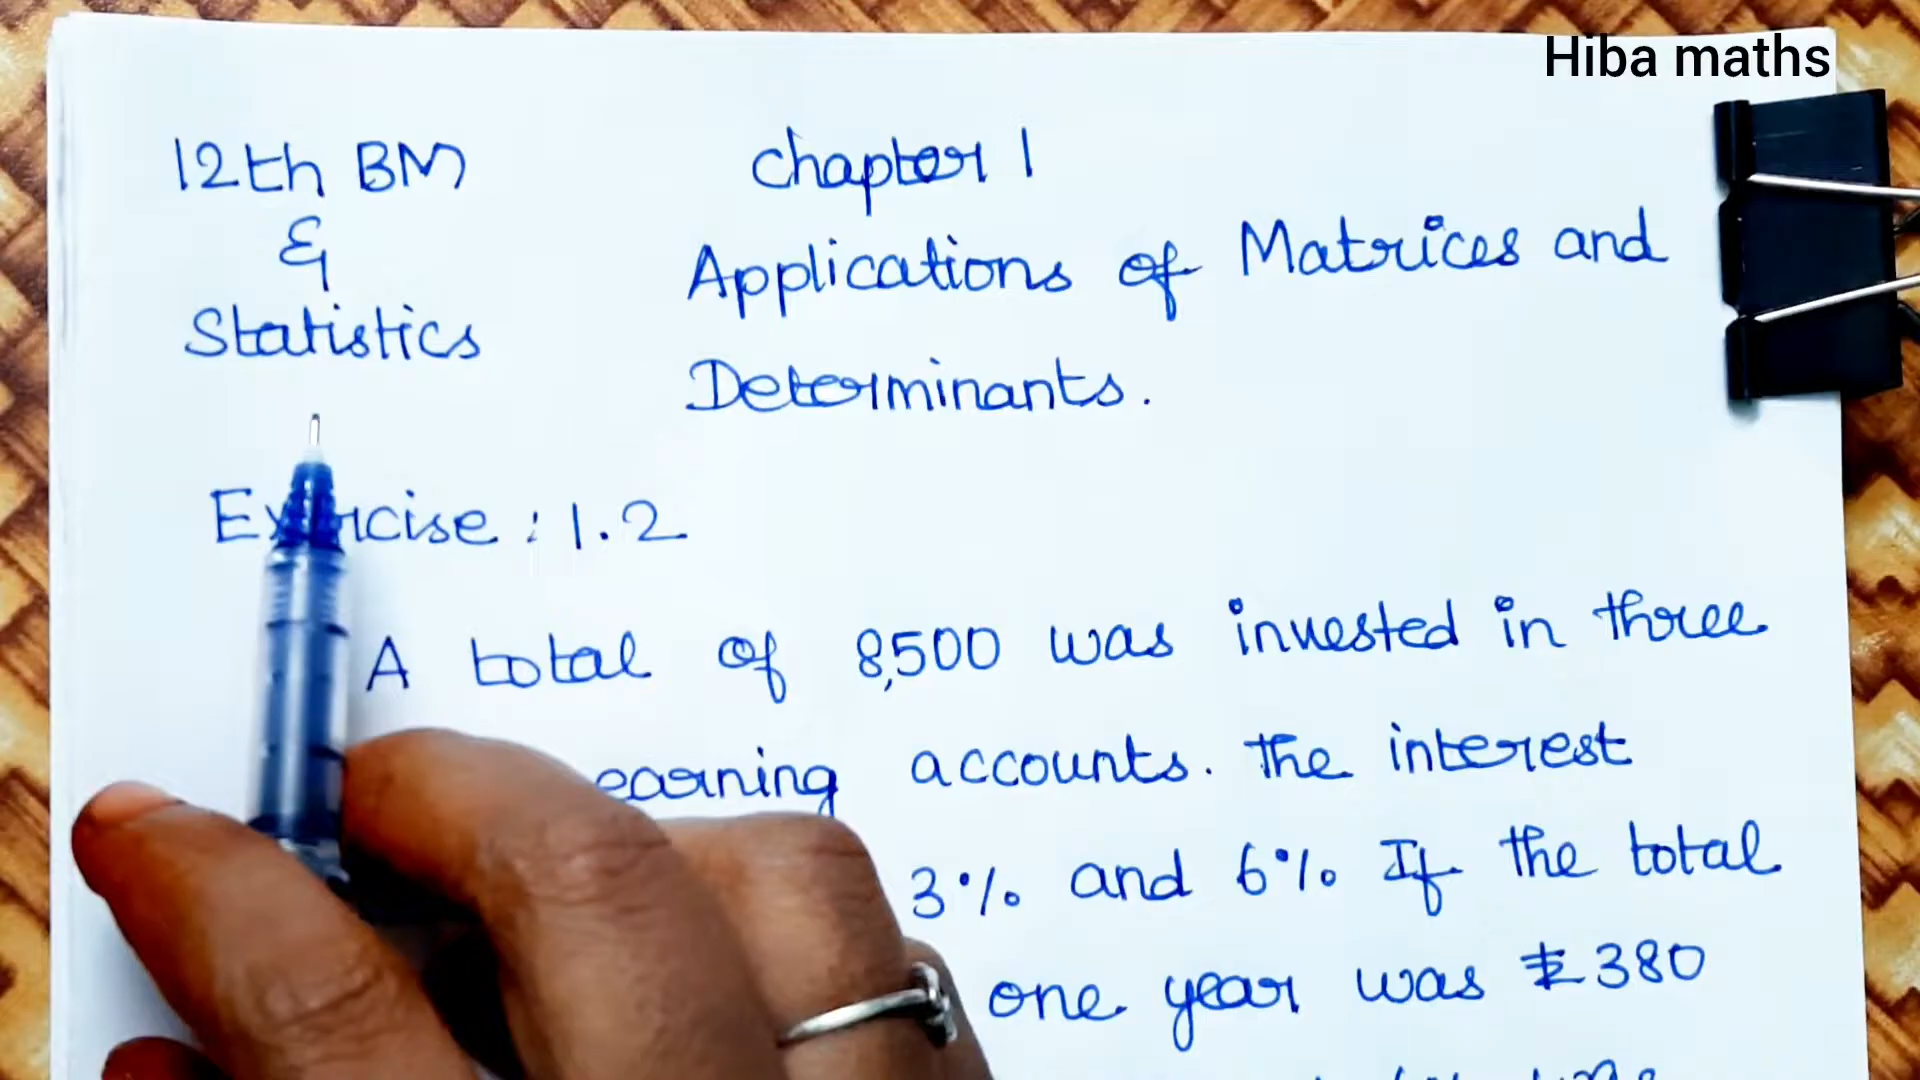 Hiba maths
12th BM
&
Statistics
Chapter 1
Applications of Matrices and
Determinants.
Exercise : 1.2
A total of 8,500 was invested in three
earning accounts. The interest
3% and 6% If the total
one year was ₹ 380